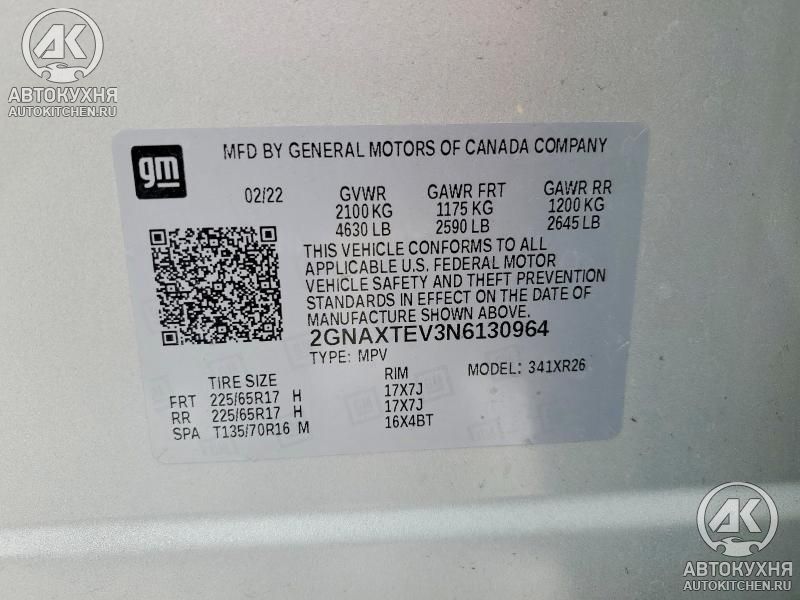 AK
АВТОКУХНЯ
AUTOKITCHEN.RU
gm
MFD BY GENERAL MOTORS OF CANADA COMPANY
02/22 GVWR GAWR FRT GAWR RR
2100 KG 1175 KG 1200 KG
4630 LB 2590 LB 2645 LB
THIS VEHICLE CONFORMS TO ALL
APPLICABLE U.S. FEDERAL MOTOR
VEHICLE SAFETY AND THEFT PREVENTION
STANDARDS IN EFFECT ON THE DATE OF
MANUFACTURE SHOWN ABOVE.
2GNAXTEV3N6130964
TYPE: MPV MODEL: 341XR26
TIRE SIZE RIM
FRT 225/65R17 H 17X7J
RR 225/65R17 H 17X7J
SPA T135/70R16 M 16X4BT
AK
АВТОКУХНЯ
AUTOKITCHEN.RU